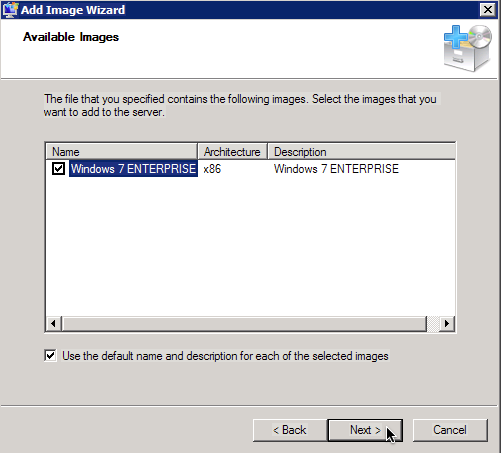 Add Image Wizard
Available Images
The file that you specified contains the following images. Select the images that you
want to add to the server.
Name Architecture Description
Windows 7 ENTERPRISE x86 Windows 7 ENTERPRISE
Use the default name and description for each of the selected images
< Back Next > Cancel